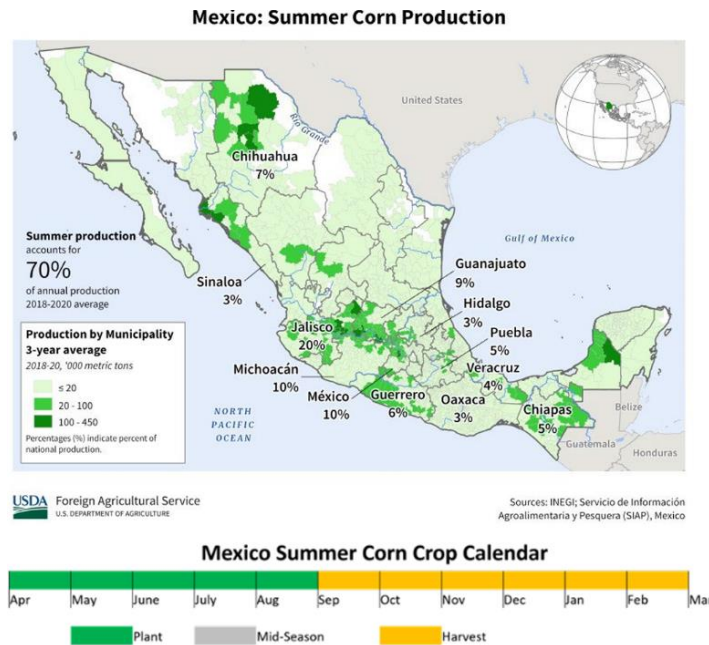 Mexico: Summer Corn Production
United States
Rio Grande
Chihuahua
7%
Summer production
accounts for
70%
of annual production
2018-2020 average
Gulf of Mexico
Guanajuato
9%
Sinaloa
3%
Hidalgo
3%
Production by Municipality
3-year average
2018-20, '000 metric tons
≤ 20
20 - 100
100 - 450
Percentages (%) indicate percent of
national production.
Jalisco
20%
Puebla
5%
Michoacán
10%
Veracruz
4%
México
10%
Guerrero
6%
Oaxaca
3%
Chiapas
5%
Belize
NORTH
PACIFIC
OCEAN
Guatemala
Honduras
USDA Foreign Agricultural Service
U.S. DEPARTMENT OF AGRICULTURE
Sources: INEGI; Servicio de Información
Agroalimentaria y Pesquera (SIAP), Mexico
Mexico Summer Corn Crop Calendar
Apr May June July Aug Sep Oct Nov Dec Jan Feb Mar
Plant Mid-Season Harvest